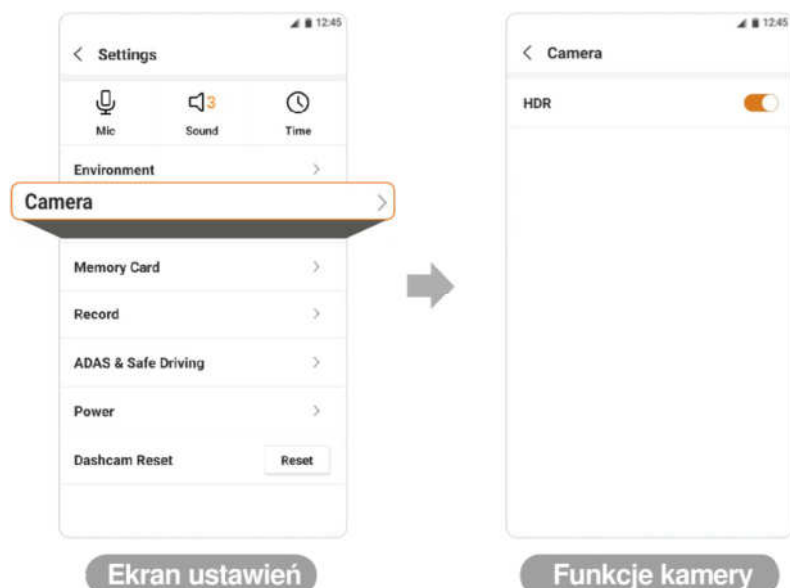 12:45
Settings
3
Mic Sound Time
Environment
Camera
Memory Card
Record
ADAS & Safe Driving
Power
Dashcam Reset Reset
Ekran ustawień
12:45
Camera
HDR
Funkcje kamery